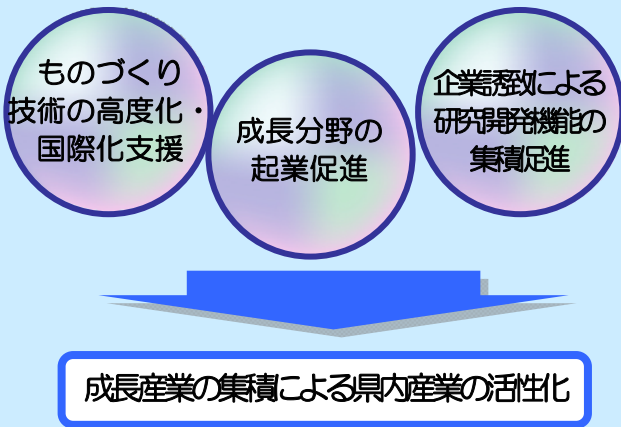 ものづくり
技術の高度化・
国際化支援
成長分野の
起業促進
企業誘致による
研究開発機能の
集積促進
成長産業の集積による県内産業の活性化